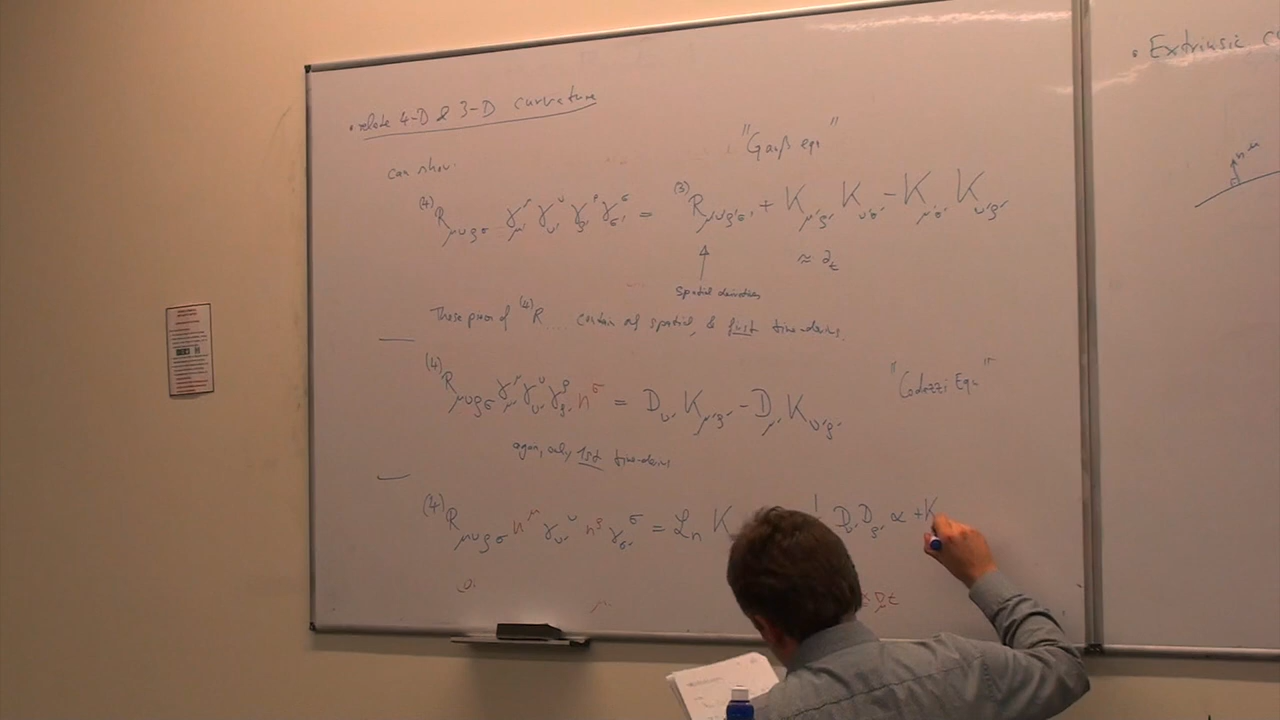 • relate 4-D & 3-D curvature
can show:
"Gauß eqn"
⁽⁴⁾R_μνρσ γ^μ_μ' γ^ν_ν' γ^ρ_ρ' γ^σ_σ' = ⁽³⁾R_μ'ν'ρ'σ' + K_μ'ρ' K_ν'σ' − K_μ'σ' K_ν'ρ'
≈ ∂_t
spatial derivatives
These pieces of ⁽⁴⁾R ... contain only spatial, & first time-derivs.
⁽⁴⁾R_μνρσ γ^μ_μ' γ^ν_ν' γ^ρ_ρ' n^σ = D_ν' K_μ'ρ' − D_μ' K_ν'ρ'
"Codazzi Eqn"
again, only 1st time-derivs
⁽⁴⁾R_μνρσ n^μ γ^ν_ν' n^ρ γ^σ_σ' = ℒ_n K
D D α + K
• Extrinsic
n^μ